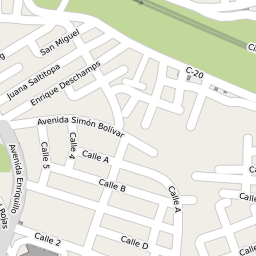 San Miguel
Juana Saltitopa
Enrique Deschamps
C-20
Avenida Simón Bolívar
Calle 4
Calle 5
Calle A
Calle B
Calle A
Avenida Enriquillo
Rojas
Calle 2
Calle D